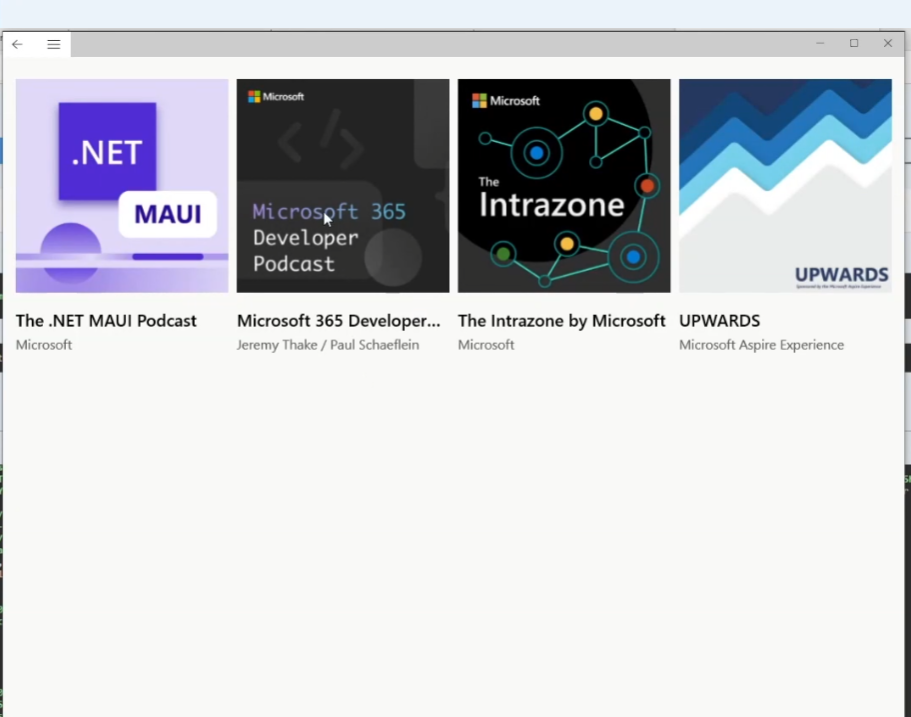 .NET
MAUI
Microsoft
Microsoft 365
Developer
Podcast
Microsoft
The
Intrazone
UPWARDS
The .NET MAUI Podcast
Microsoft
Microsoft 365 Developer...
Jeremy Thake / Paul Schaeflein
The Intrazone by Microsoft
Microsoft
UPWARDS
Microsoft Aspire Experience